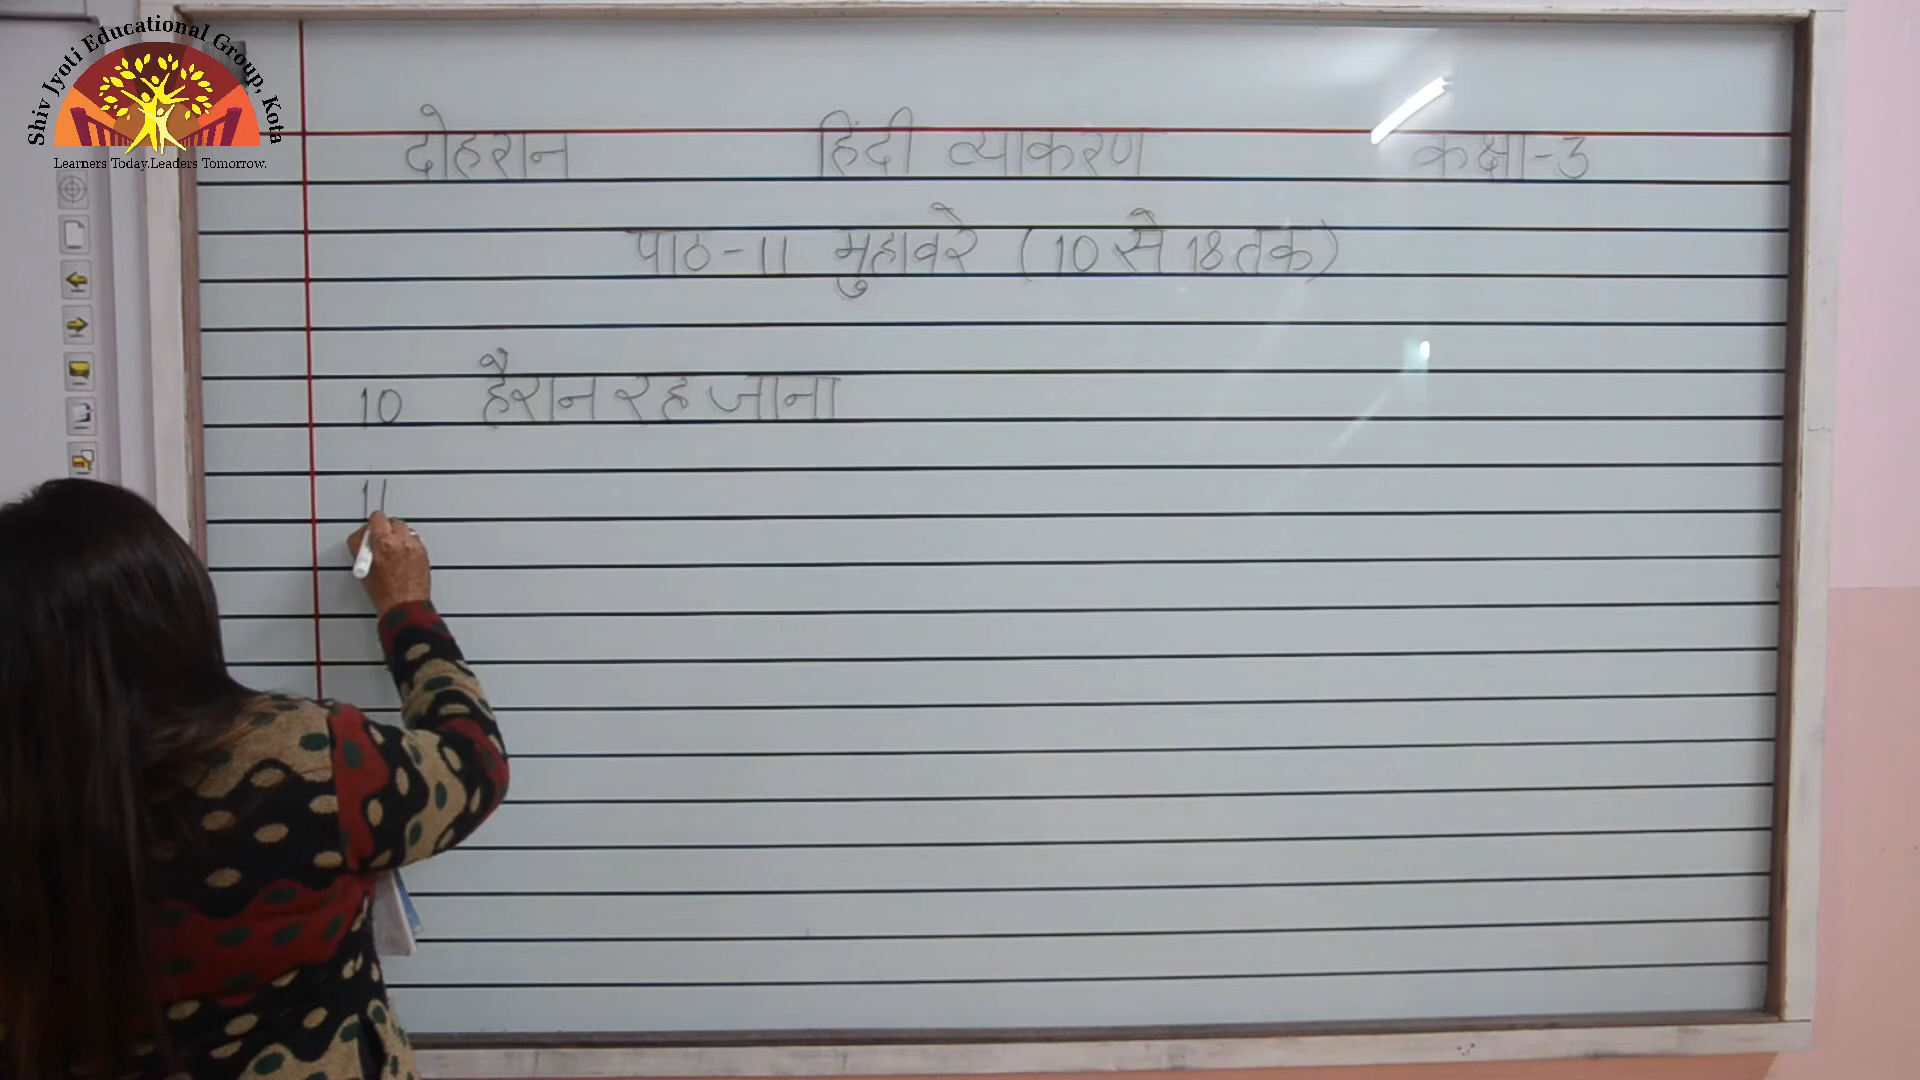 Shiv Jyoti Educational Group, Kota
Learners Today.Leaders Tomorrow.
दोहरान हिंदी व्याकरण कक्षा-3
पाठ-11 मुहावरे (10 से 18 तक)
10 हैरान रह जाना
11